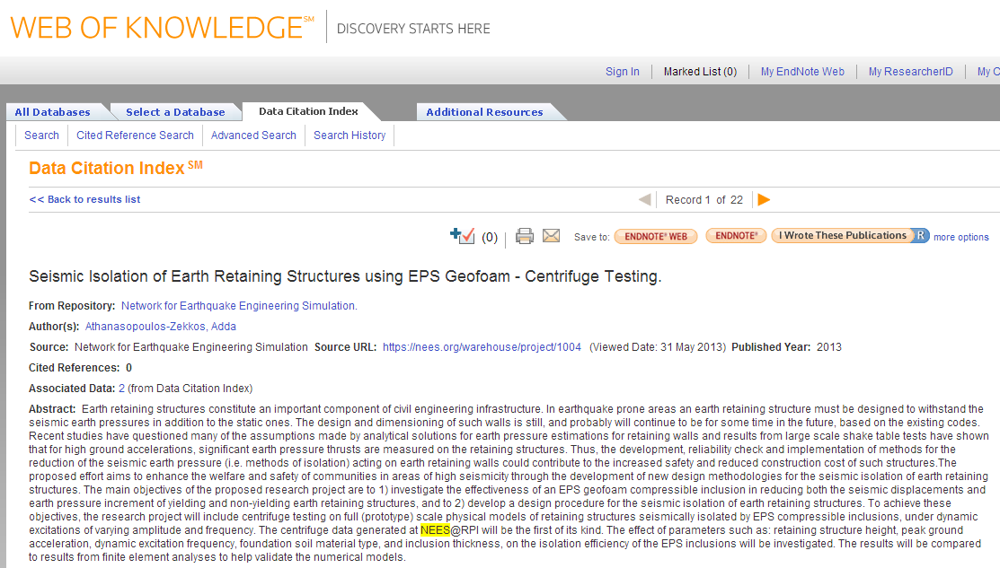 WEB OF KNOWLEDGE SM DISCOVERY STARTS HERE
Sign In Marked List (0) My EndNote Web My ResearcherID My C
All Databases Select a Database Data Citation Index Additional Resources
Search Cited Reference Search Advanced Search Search History
Data Citation Index SM
<< Back to results list Record 1 of 22
(0) Save to: ENDNOTE® WEB ENDNOTE® I Wrote These Publications R more options
Seismic Isolation of Earth Retaining Structures using EPS Geofoam - Centrifuge Testing.
From Repository: Network for Earthquake Engineering Simulation.
Author(s): Athanasopoulos-Zekkos, Adda
Source: Network for Earthquake Engineering Simulation Source URL: https://nees.org/warehouse/project/1004 (Viewed Date: 31 May 2013) Published Year: 2013
Cited References: 0
Associated Data: 2 (from Data Citation Index)
Abstract: Earth retaining structures constitute an important component of civil engineering infrastructure. In earthquake prone areas an earth retaining structure must be designed to withstand the
seismic earth pressures in addition to the static ones. The design and dimensioning of such walls is still, and probably will continue to be for some time in the future, based on the existing codes.
Recent studies have questioned many of the assumptions made by analytical solutions for earth pressure estimations for retaining walls and results from large scale shake table tests have shown
that for high ground accelerations, significant earth pressure thrusts are measured on the retaining structures. Thus, the development, reliability check and implementation of methods for the
reduction of the seismic earth pressure (i.e. methods of isolation) acting on earth retaining walls could contribute to the increased safety and reduced construction cost of such structures.The
proposed effort aims to enhance the welfare and safety of communities in areas of high seismicity through the development of new design methodologies for the seismic isolation of earth retaining
structures. The main objectives of the proposed research project are to 1) investigate the effectiveness of an EPS geofoam compressible inclusion in reducing both the seismic displacements and
earth pressure increment of yielding and non-yielding earth retaining structures, and to 2) develop a design procedure for the seismic isolation of earth retaining structures. To achieve these
objectives, the research project will include centrifuge testing on full (prototype) scale physical models of retaining structures seismically isolated by EPS compressible inclusions, under dynamic
excitations of varying amplitude and frequency. The centrifuge data generated at NEES@RPI will be the first of its kind. The effect of parameters such as: retaining structure height, peak ground
acceleration, dynamic excitation frequency, foundation soil material type, and inclusion thickness, on the isolation efficiency of the EPS inclusions will be investigated. The results will be compared
to results from finite element analyses to help validate the numerical models.